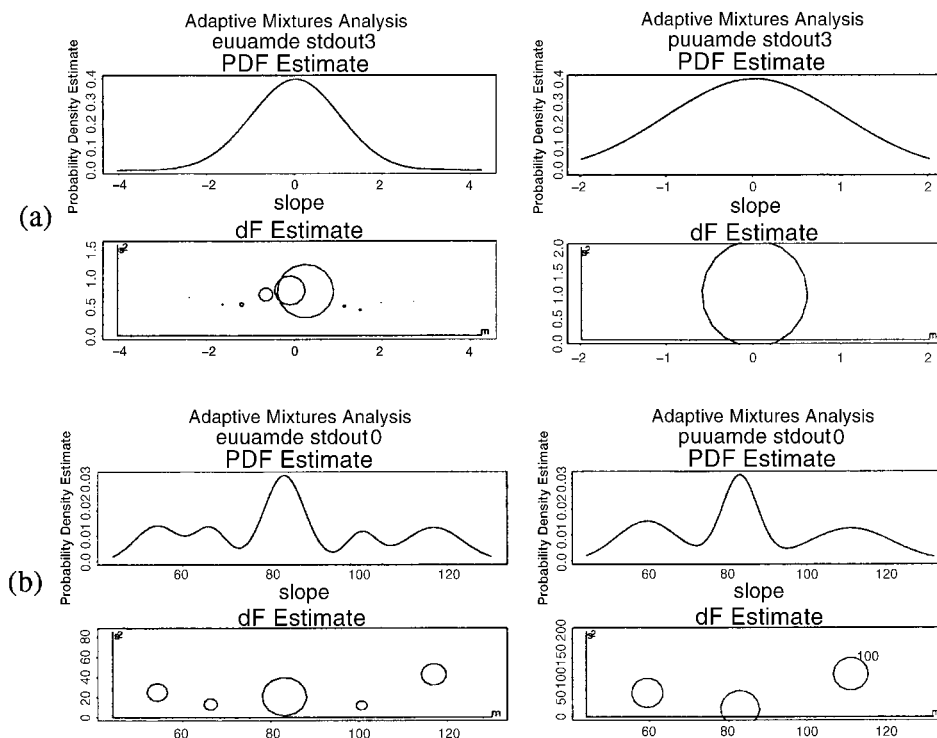 Adaptive Mixtures Analysis
euuamde stdout3
PDF Estimate
Probability Density Estimate
0.0 0.1 0.2 0.3 0.4
-4 -2 0 2 4
slope
dF Estimate
0.0 0.5 1.0 1.5
m
-4 -2 0 2 4
Adaptive Mixtures Analysis
puuamde stdout3
PDF Estimate
Probability Density Estimate
0.0 0.1 0.2 0.3 0.4
-2 -1 0 1 2
slope
dF Estimate
0.0 0.5 1.0 1.5 2.0
m
-2 -1 0 1 2
(a)
Adaptive Mixtures Analysis
euuamde stdout0
PDF Estimate
Probability Density Estimate
0.0 0.01 0.02 0.03
60 80 100 120
slope
dF Estimate
0 20 40 60 80
m
60 80 100 120
Adaptive Mixtures Analysis
puuamde stdout0
PDF Estimate
Probability Density Estimate
0.0 0.01 0.02 0.03
60 80 100 120
slope
dF Estimate
0 50 100 150 200
100
m
60 80 100 120
(b)